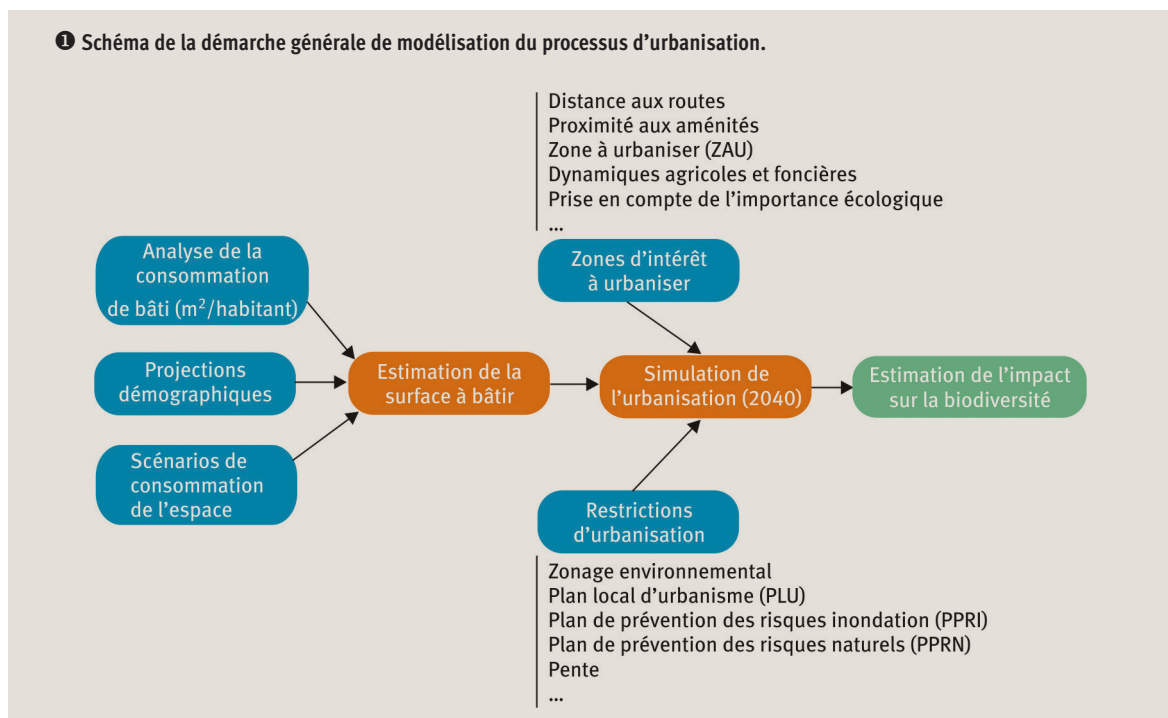 ❶ Schéma de la démarche générale de modélisation du processus d’urbanisation.
Distance aux routes
Proximité aux aménités
Zone à urbaniser (ZAU)
Dynamiques agricoles et foncières
Prise en compte de l’importance écologique
...
Analyse de la
consommation
de bâti (m²/habitant)
Zones d’intérêt
à urbaniser
Projections
démographiques
Estimation de la
surface à bâtir
Simulation de
l’urbanisation (2040)
Estimation de l’impact
sur la biodiversité
Scénarios de
consommation
de l’espace
Restrictions
d’urbanisation
Zonage environnemental
Plan local d’urbanisme (PLU)
Plan de prévention des risques inondation (PPRI)
Plan de prévention des risques naturels (PPRN)
Pente
...